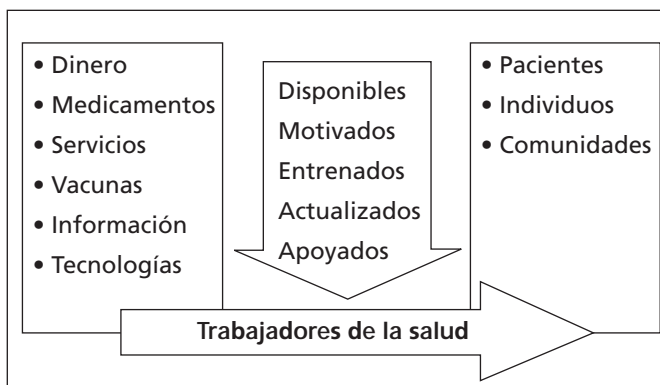 • Dinero
• Medicamentos
• Servicios
• Vacunas
• Información
• Tecnologías
Disponibles
Motivados
Entrenados
Actualizados
Apoyados
• Pacientes
• Individuos
• Comunidades
Trabajadores de la salud